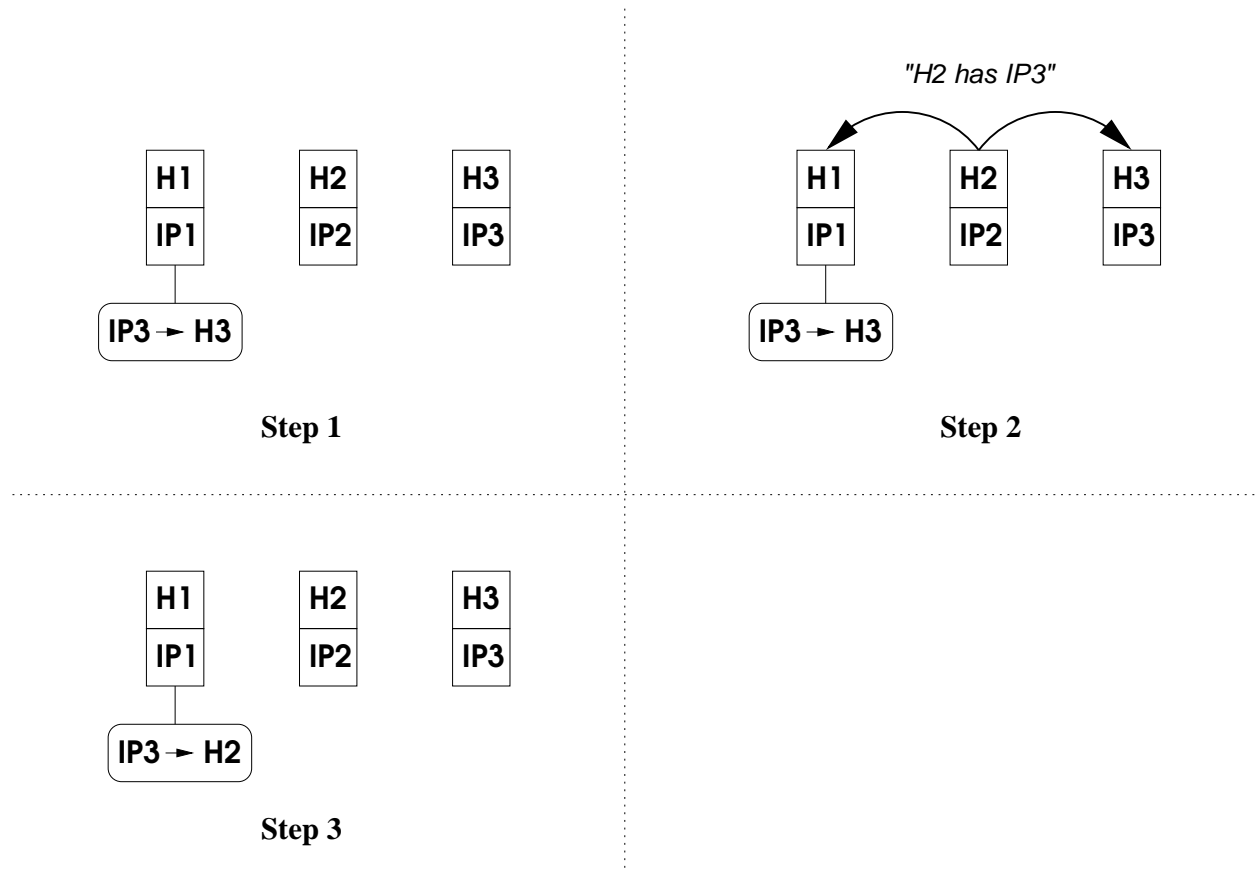 H1 H2 H3
IP1 IP2 IP3
IP3 → H3
Step 1
"H2 has IP3"
H1 H2 H3
IP1 IP2 IP3
IP3 → H3
Step 2
H1 H2 H3
IP1 IP2 IP3
IP3 → H2
Step 3